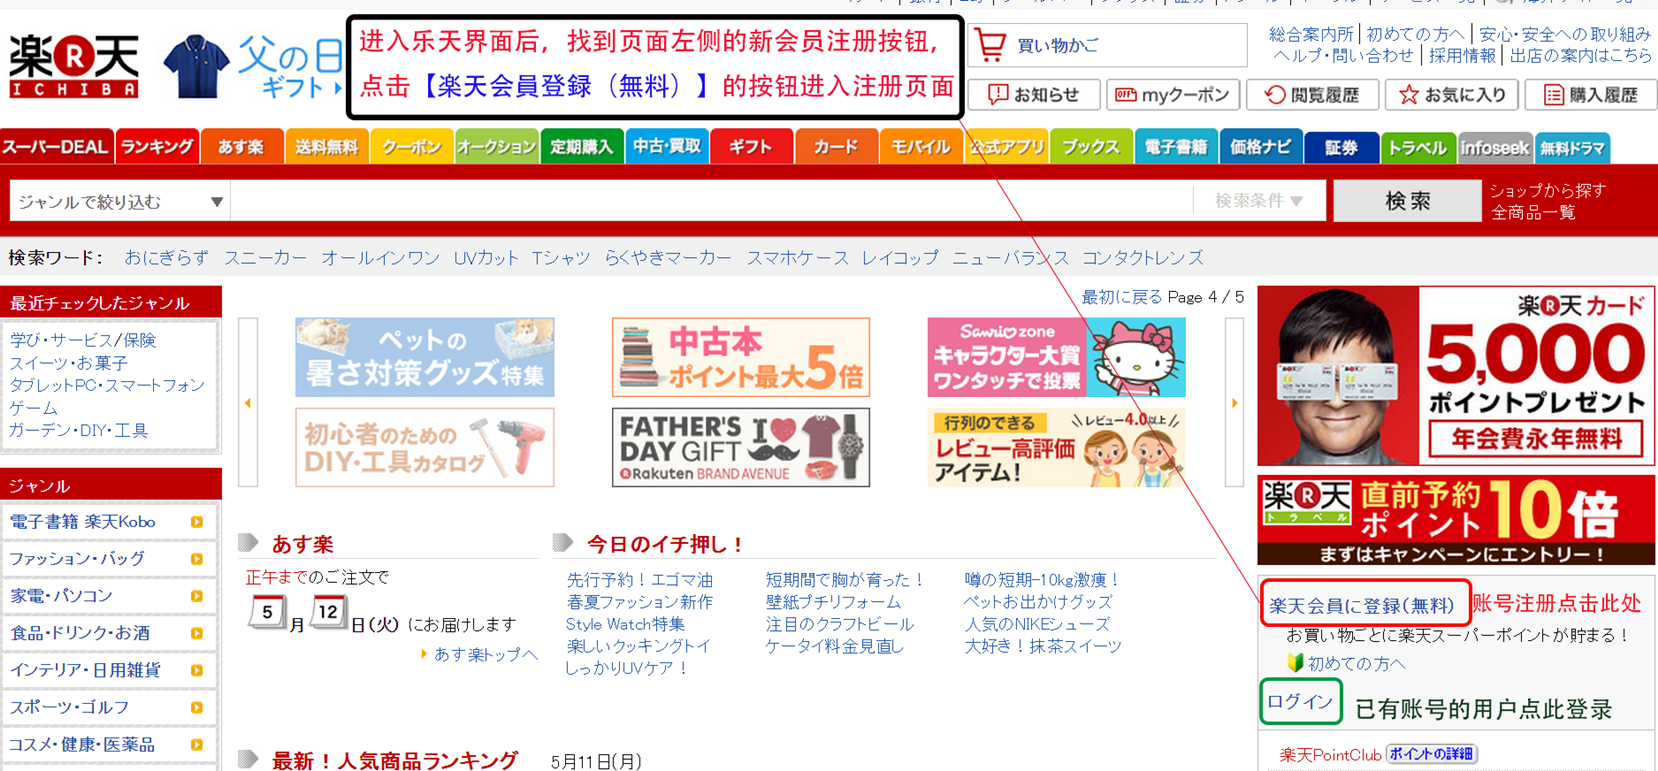 楽天
ICHIBA
父の日
ギフト
进入乐天界面后，找到页面左侧的新会员注册按钮，
点击【楽天会員登録（無料）】的按钮进入注册页面
買い物かご
総合案内所 初めての方へ 安心・安全への取り組み
ヘルプ・問い合わせ 採用情報 出店の案内はこちら
お知らせ myクーポン 閲覧履歴 お気に入り 購入履歴
スーパーDEAL ランキング あす楽 送料無料 クーポン オークション 定期購入 中古・買取 ギフト カード モバイル 公式アプリ ブックス 電子書籍 価格ナビ 証券 トラベル infoseek 無料ドラマ
ジャンルで絞り込む ▼ 検索条件▼ 検索
ショップから探す
全商品一覧
検索ワード： おにぎらず スニーカー オールインワン UVカット Tシャツ らくやきマーカー スマホケース レイコップ ニューバランス コンタクトレンズ
最近チェックしたジャンル
学び・サービス/保険
スイーツ・お菓子
タブレットPC・スマートフォン
ゲーム
ガーデン・DIY・工具
ジャンル
電子書籍 楽天Kobo
ファッション・バッグ
家電・パソコン
食品・ドリンク・お酒
インテリア・日用雑貨
スポーツ・ゴルフ
コスメ・健康・医薬品
最初に戻る Page 4 / 5
ペットの
暑さ対策グッズ特集
中古本
ポイント最大5倍
Sanrio zone
キャラクター大賞
ワンタッチで投票
初心者のための
DIY・工具カタログ
FATHER'S
DAY GIFT
I
Rakuten BRAND AVENUE
行列のできる
レビュー4.0以上
レビュー高評価
アイテム！
あす楽
正午までのご注文で
5月12日(火) にお届けします
あす楽トップへ
今日のイチ押し！
先行予約！エゴマ油
春夏ファッション新作
Style Watch特集
楽しいクッキングトイ
しっかりUVケア！
短期間で胸が育った！
壁紙プチリフォーム
注目のクラフトビール
ケータイ料金見直し
噂の短期-10kg激痩！
ペットお出かけグッズ
人気のNIKEシューズ
大好き！抹茶スイーツ
最新！人気商品ランキング 5月11日(月)
楽天カード
5,000
ポイントプレゼント
年会費永年無料
楽天
トラベル
直前予約
ポイント
10倍
まずはキャンペーンにエントリー！
楽天会員に登録(無料) 账号注册点击此处
お買い物ごとに楽天スーパーポイントが貯まる！
初めての方へ
ログイン 已有账号的用户点此登录
楽天PointClub ポイントの詳細